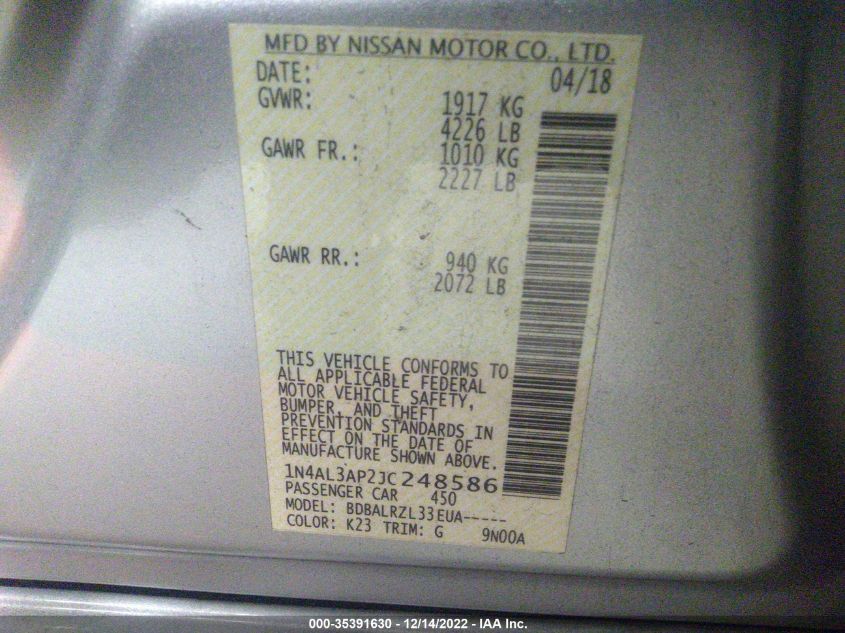 MFD BY NISSAN MOTOR CO., LTD.
DATE: 04/18
GVWR: 1917 KG
4226 LB
GAWR FR.: 1010 KG
2227 LB
GAWR RR.: 940 KG
2072 LB
THIS VEHICLE CONFORMS TO
ALL APPLICABLE FEDERAL
MOTOR VEHICLE SAFETY,
BUMPER, AND THEFT
PREVENTION STANDARDS IN
EFFECT ON THE DATE OF
MANUFACTURE SHOWN ABOVE.
1N4AL3AP2JC248586
PASSENGER CAR 450
MODEL: BDBALRZL33EUA-----
COLOR: K23 TRIM: G 9N00A
000-35391630 - 12/14/2022 - IAA Inc.